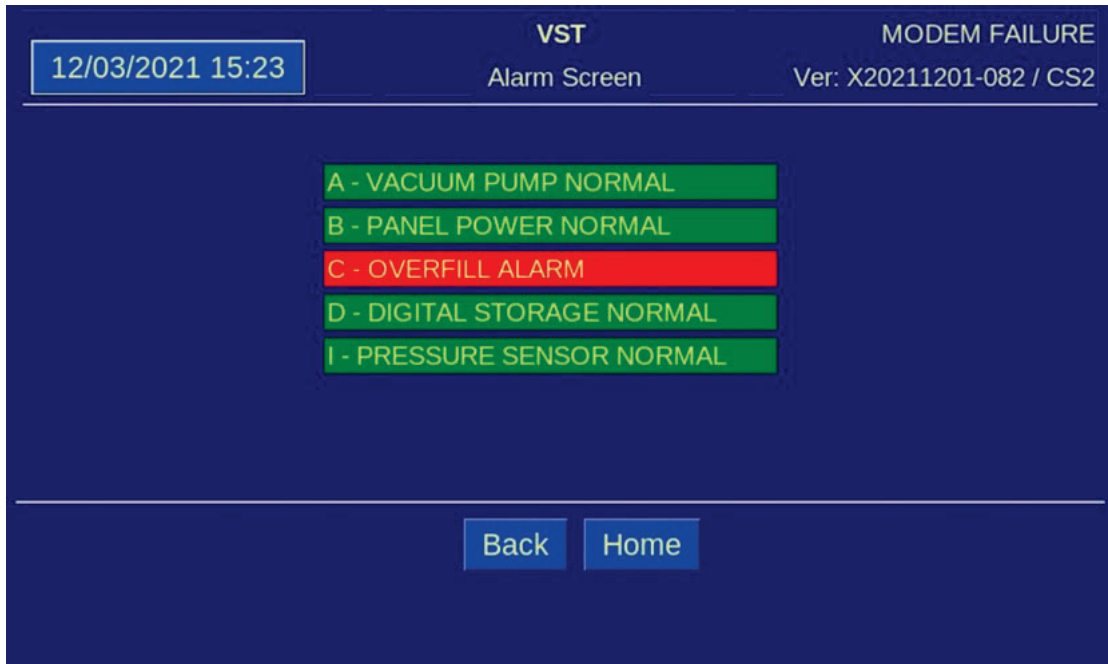 12/03/2021 15:23
VST
Alarm Screen
MODEM FAILURE
Ver: X20211201-082 / CS2
A - VACUUM PUMP NORMAL
B - PANEL POWER NORMAL
C - OVERFILL ALARM
D - DIGITAL STORAGE NORMAL
I - PRESSURE SENSOR NORMAL
Back
Home